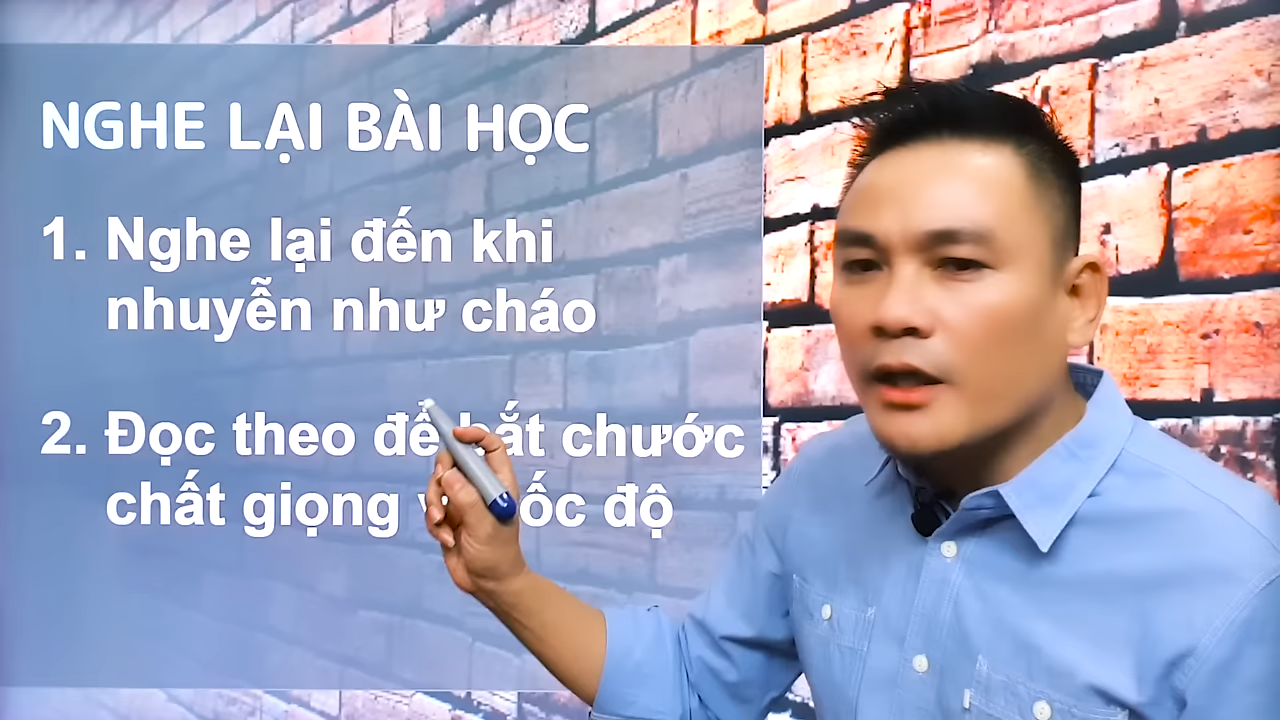 NGHE LẠI BÀI HỌC
1. Nghe lại đến khi
nhuyễn như cháo
2. Đọc theo để bắt chước
chất giọng tốc độ